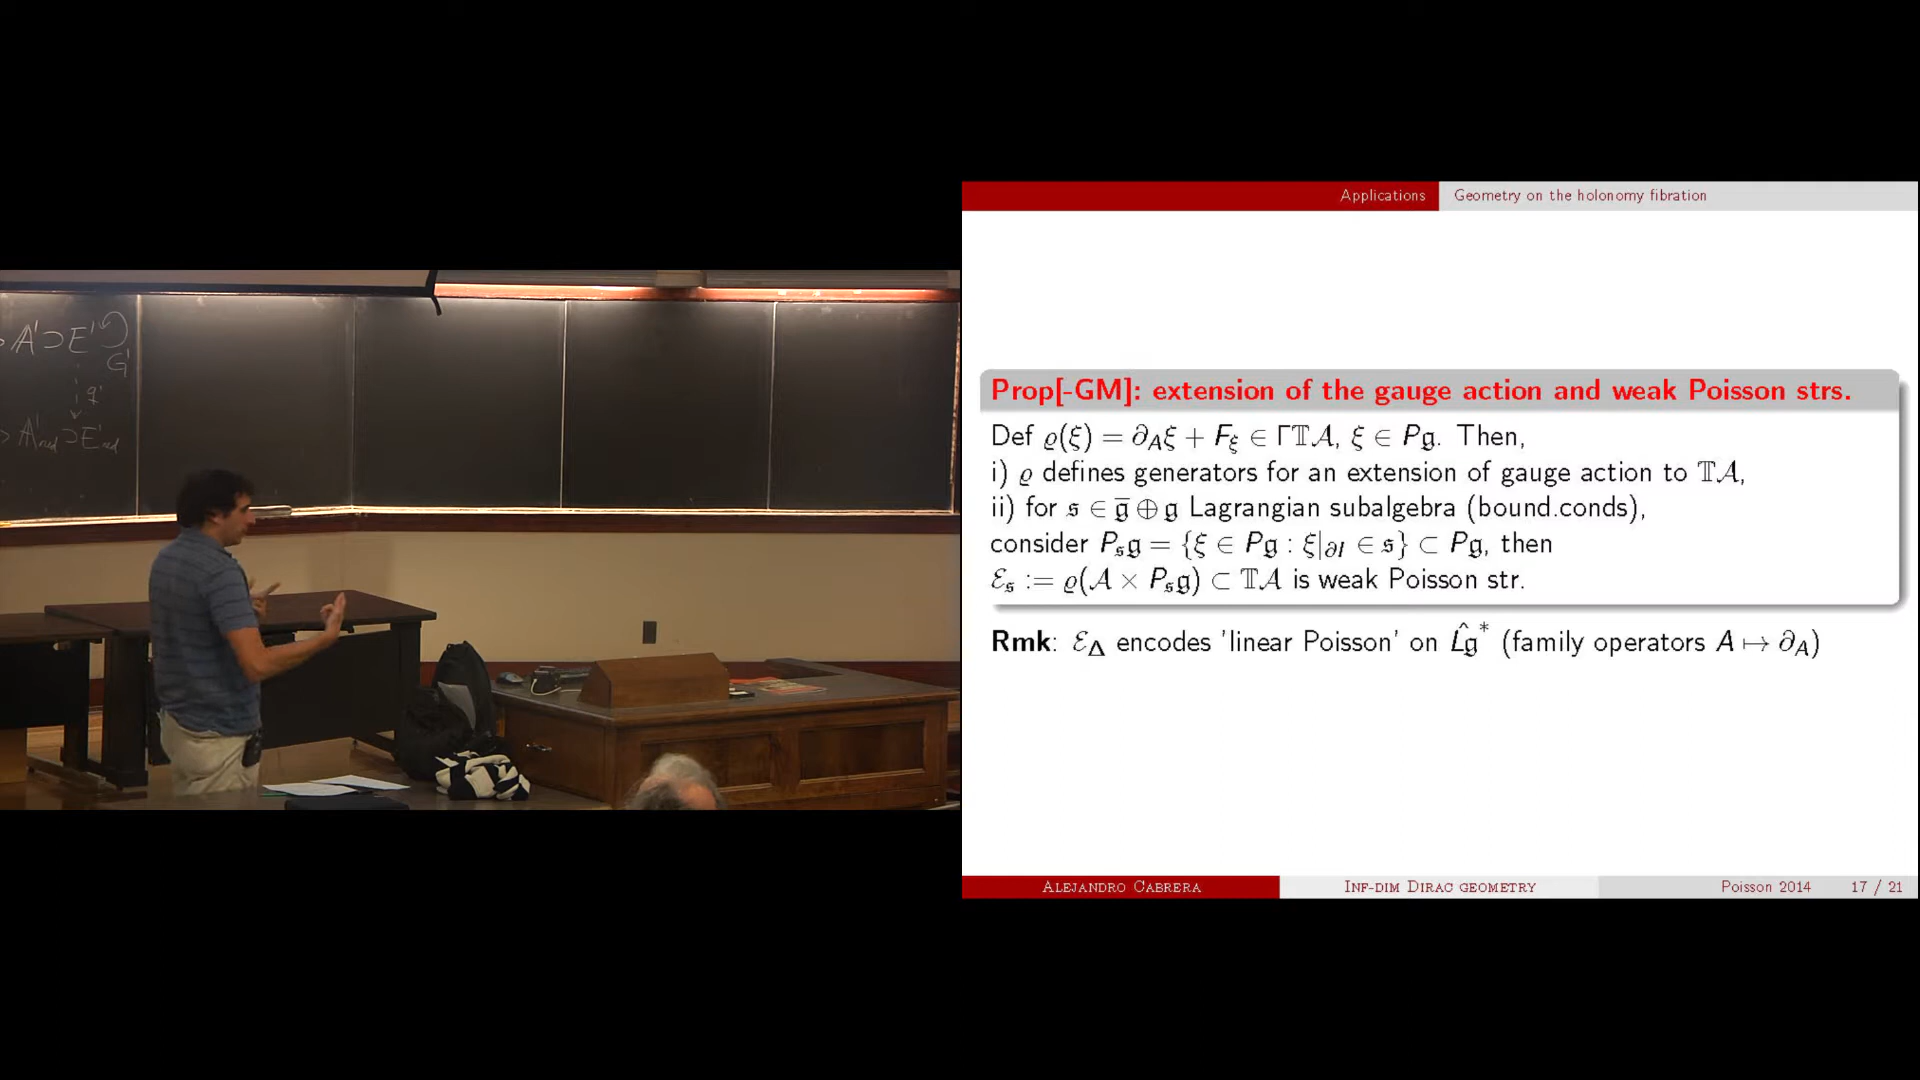 A' ⊃ E'
G'
q'
A'red ⊃ E'red
Applications Geometry on the holonomy fibration
Prop[-GM]: extension of the gauge action and weak Poisson strs.
Def ϱ(ξ) = ∂_Aξ + F_ξ ∈ Γ𝕋𝒜, ξ ∈ P𝔤. Then,
i) ϱ defines generators for an extension of gauge action to 𝕋𝒜,
ii) for 𝔰 ∈ 𝔤̅ ⊕ 𝔤 Lagrangian subalgebra (bound.conds),
consider P_𝔰𝔤 = {ξ ∈ P𝔤 : ξ|_∂I ∈ 𝔰} ⊂ P𝔤, then
ℰ_𝔰 := ϱ(𝒜 × P_𝔰𝔤) ⊂ 𝕋𝒜 is weak Poisson str.
Rmk: ℰ_Δ encodes 'linear Poisson' on L̂𝔤* (family operators A ↦ ∂_A)
Alejandro Cabrera Inf-dim Dirac geometry Poisson 2014 17 / 21